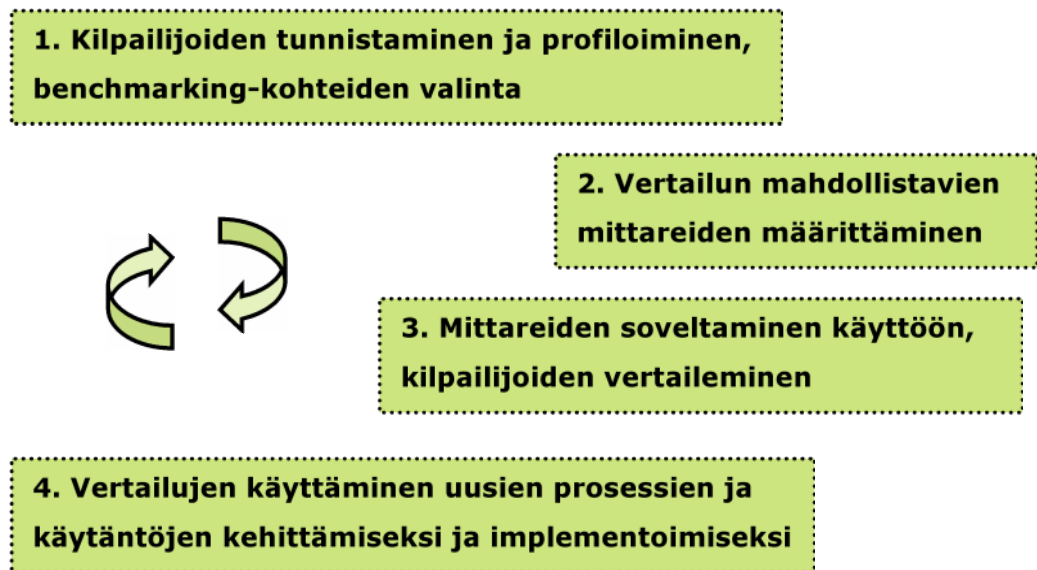 1. Kilpailijoiden tunnistaminen ja profiloiminen,
benchmarking-kohteiden valinta
2. Vertailun mahdollistavien
mittareiden määrittäminen
3. Mittareiden soveltaminen käyttöön,
kilpailijoiden vertaileminen
4. Vertailujen käyttäminen uusien prosessien ja
käytäntöjen kehittämiseksi ja implementoimiseksi